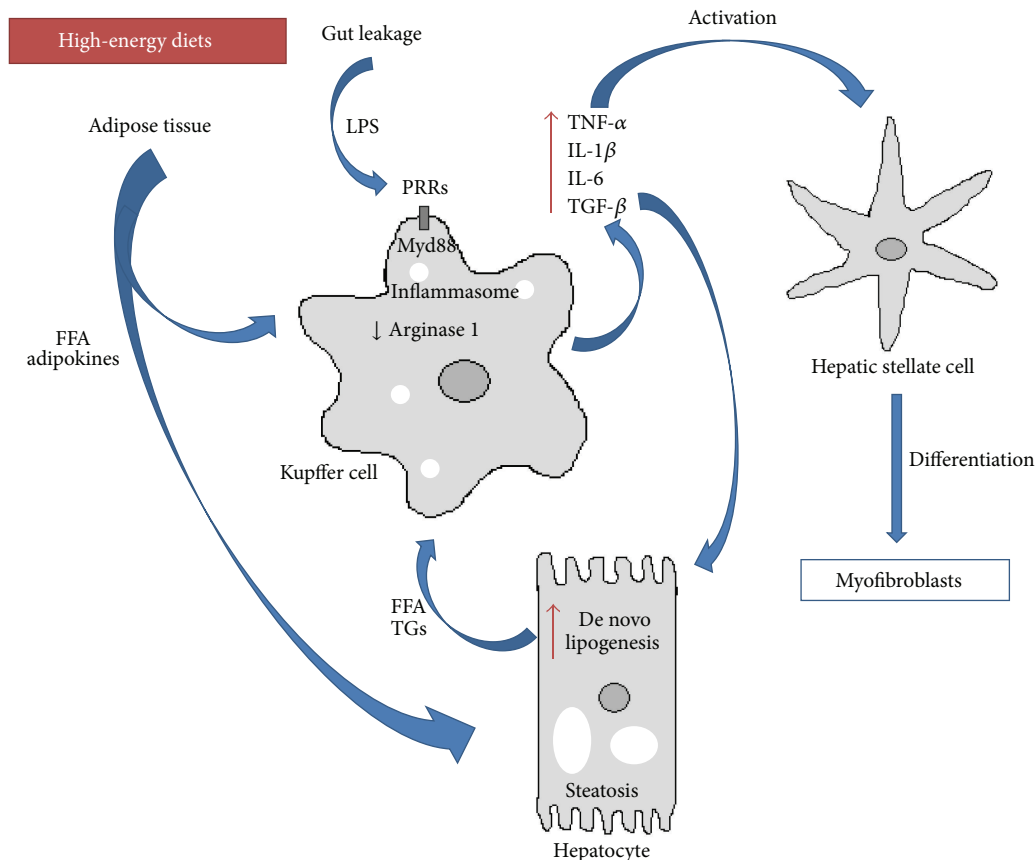 High-energy diets
Gut leakage
Activation
Adipose tissue
LPS
TNF-α
IL-1β
IL-6
TGF-β
PRRs
Myd88
Inflammasome
↓ Arginase 1
FFA
adipokines
Kupffer cell
Hepatic stellate cell
Differentiation
Myofibroblasts
FFA
TGs
De novo
lipogenesis
Steatosis
Hepatocyte